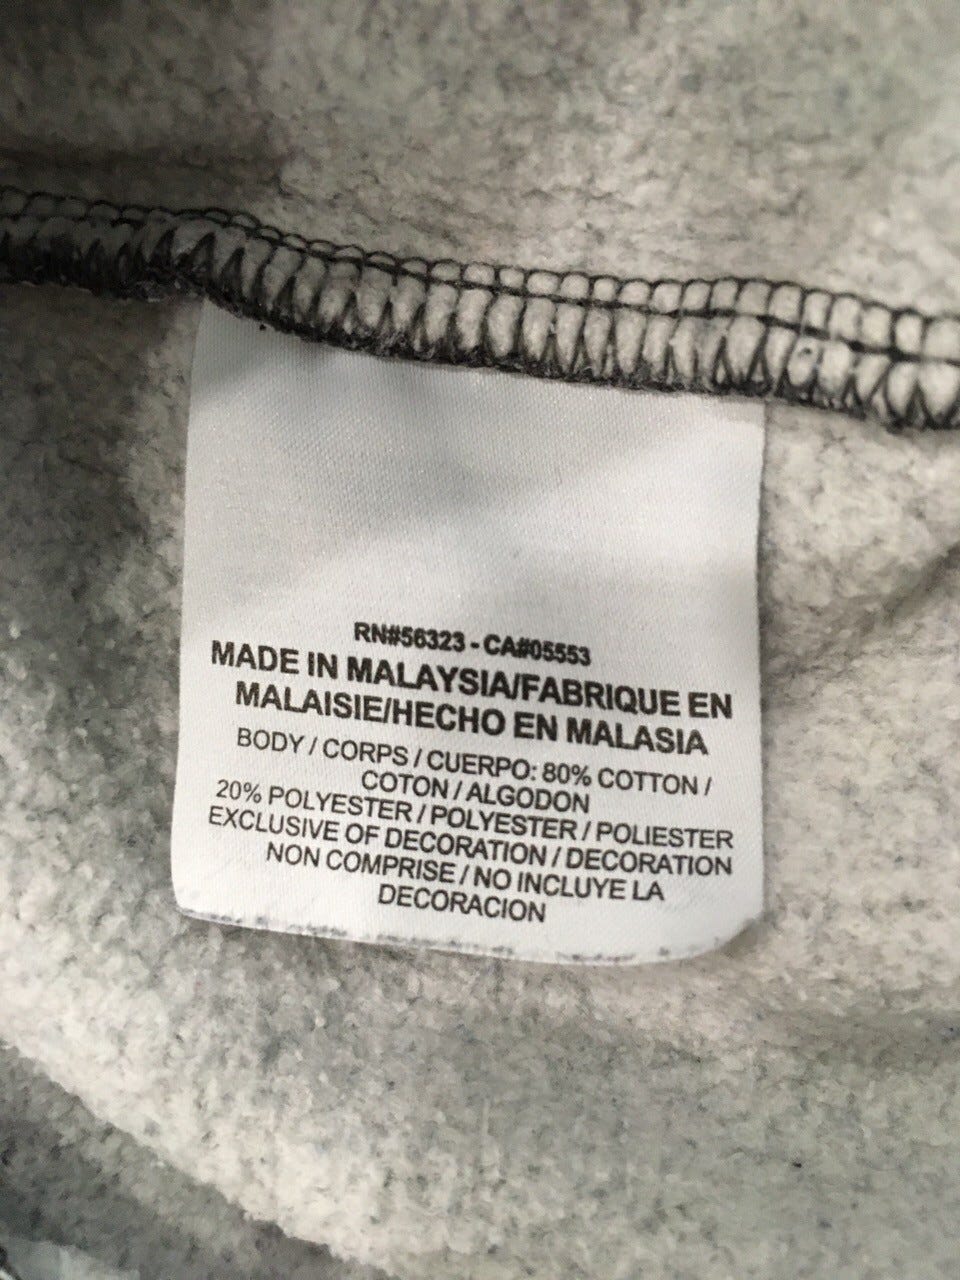 RN#56323 - CA#05553
MADE IN MALAYSIA/FABRIQUE EN
MALAISIE/HECHO EN MALASIA
BODY / CORPS / CUERPO: 80% COTTON /
COTON / ALGODON
20% POLYESTER / POLYESTER / POLIESTER
EXCLUSIVE OF DECORATION / DECORATION
NON COMPRISE / NO INCLUYE LA
DECORACION